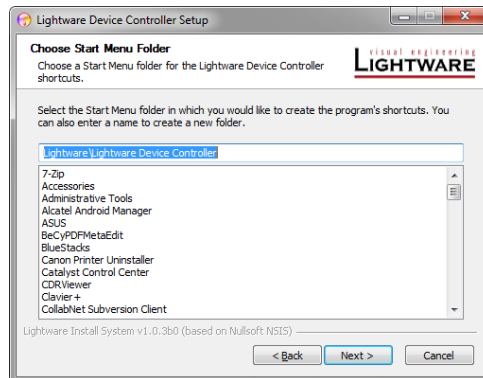 Lightware Device Controller Setup
Choose Start Menu Folder
Choose a Start Menu folder for the Lightware Device Controller
shortcuts.
visual engineering
LIGHTWARE
Select the Start Menu folder in which you would like to create the program's shortcuts. You
can also enter a name to create a new folder.
Lightware\Lightware Device Controller
7-Zip
Accessories
Administrative Tools
Alcatel Android Manager
ASUS
BeCyPDFMetaEdit
BlueStacks
Canon Printer Uninstaller
Catalyst Control Center
CDRViewer
Clavier+
CollabNet Subversion Client
Lightware Install System v1.0.3b0 (based on Nullsoft NSIS)
< Back
Next >
Cancel